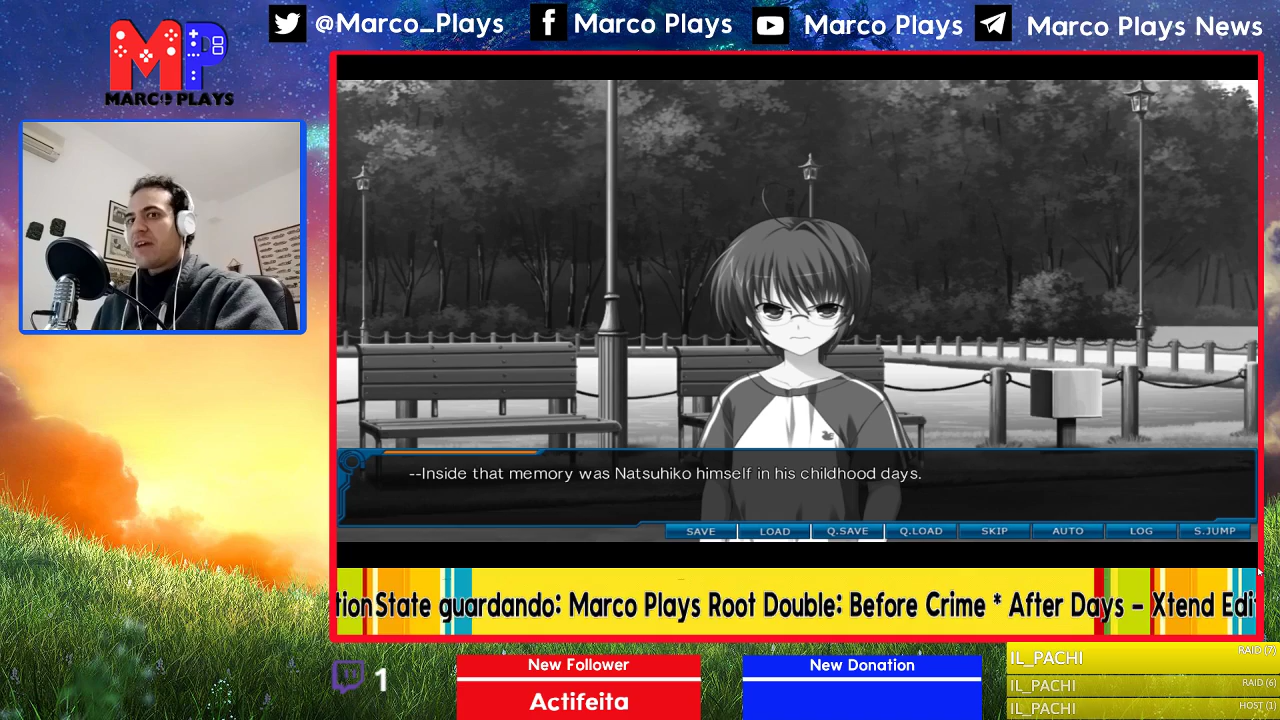 @Marco_Plays
Marco Plays
Marco Plays
Marco Plays News
MP
MARCO PLAYS
--Inside that memory was Natsuhiko himself in his childhood days.
SAVE
LOAD
Q.SAVE
Q.LOAD
SKIP
AUTO
LOG
S.JUMP
tion State guardando: Marco Plays Root Double: Before Crime * After Days - Xtend Edi
1
New Follower
Actifeita
New Donation
IL_PACHI
RAID (7)
IL_PACHI
RAID (6)
IL_PACHI
HOST (1)